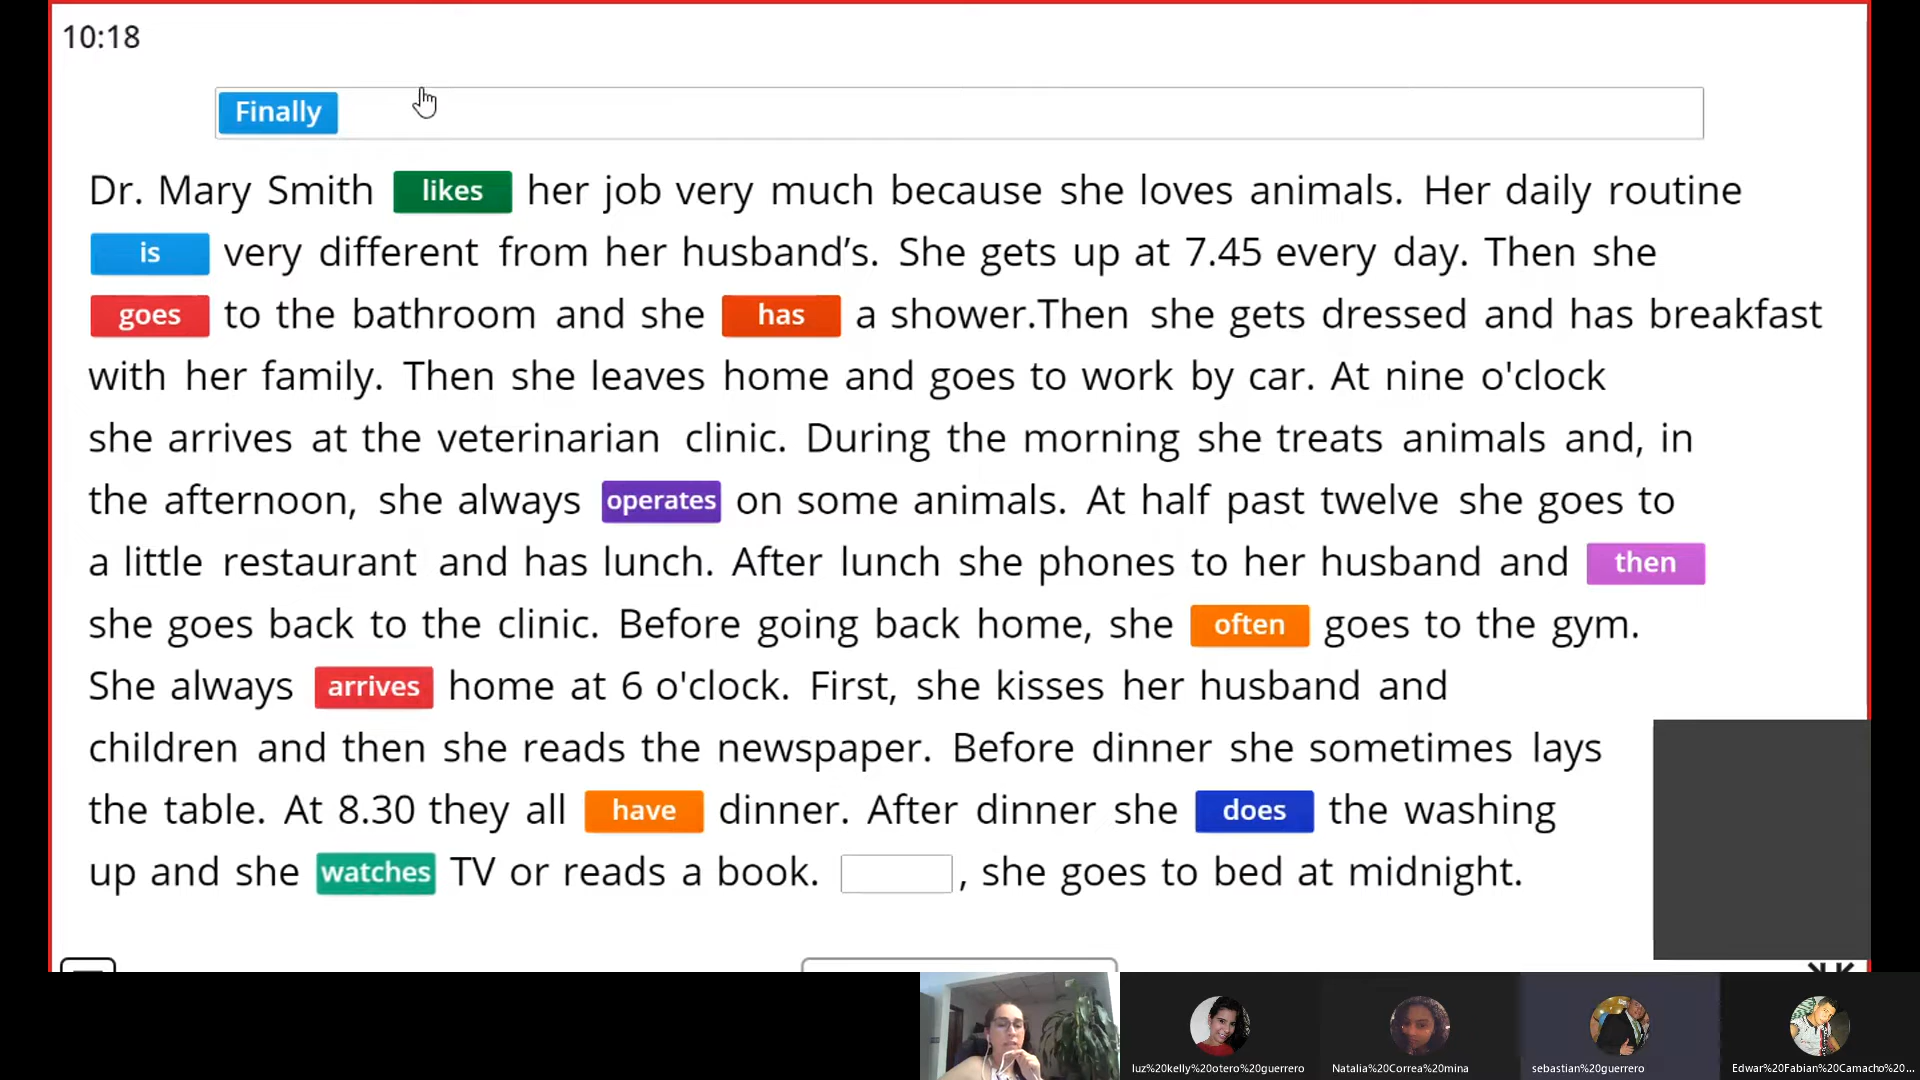 10:18
Finally
Dr. Mary Smith likes her job very much because she loves animals. Her daily routine
is very different from her husband’s. She gets up at 7.45 every day. Then she
goes to the bathroom and she has a shower.Then she gets dressed and has breakfast
with her family. Then she leaves home and goes to work by car. At nine o'clock
she arrives at the veterinarian clinic. During the morning she treats animals and, in
the afternoon, she always operates on some animals. At half past twelve she goes to
a little restaurant and has lunch. After lunch she phones to her husband and then
she goes back to the clinic. Before going back home, she often goes to the gym.
She always arrives home at 6 o'clock. First, she kisses her husband and
children and then she reads the newspaper. Before dinner she sometimes lays
the table. At 8.30 they all have dinner. After dinner she does the washing
up and she watches TV or reads a book. , she goes to bed at midnight.
luz%20kelly%20otero%20guerrero
Natalia%20Correa%20mina
sebastian%20guerrero
Edwar%20Fabian%20Camacho%20...